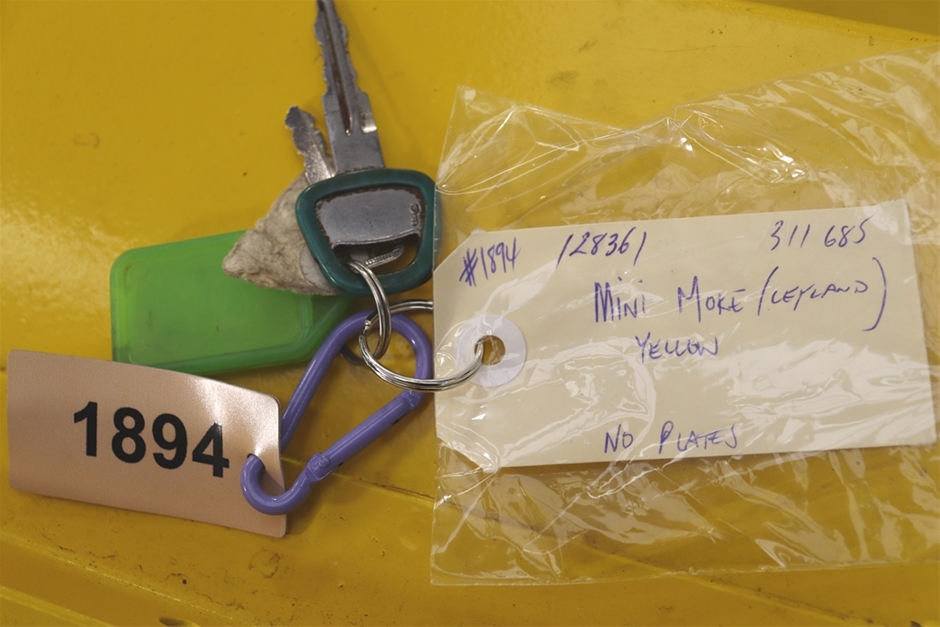 #1894 128361 311 685
MiNi MOKE (LEYLAND)
YELLOW
NO PLATES
1894